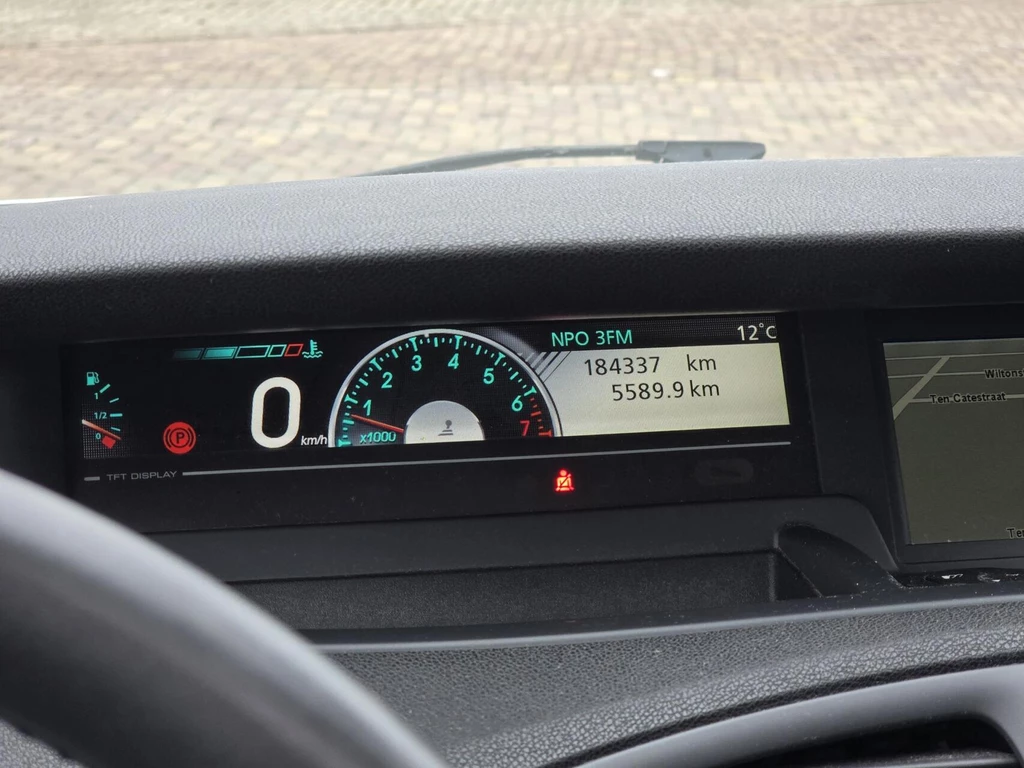 NPO 3FM 12°C
184337 km
5589.9 km
1
1/2
0
P
0 km/h
1 2 3 4 5 6 7
x1000
TFT DISPLAY
Ten-Catestraat